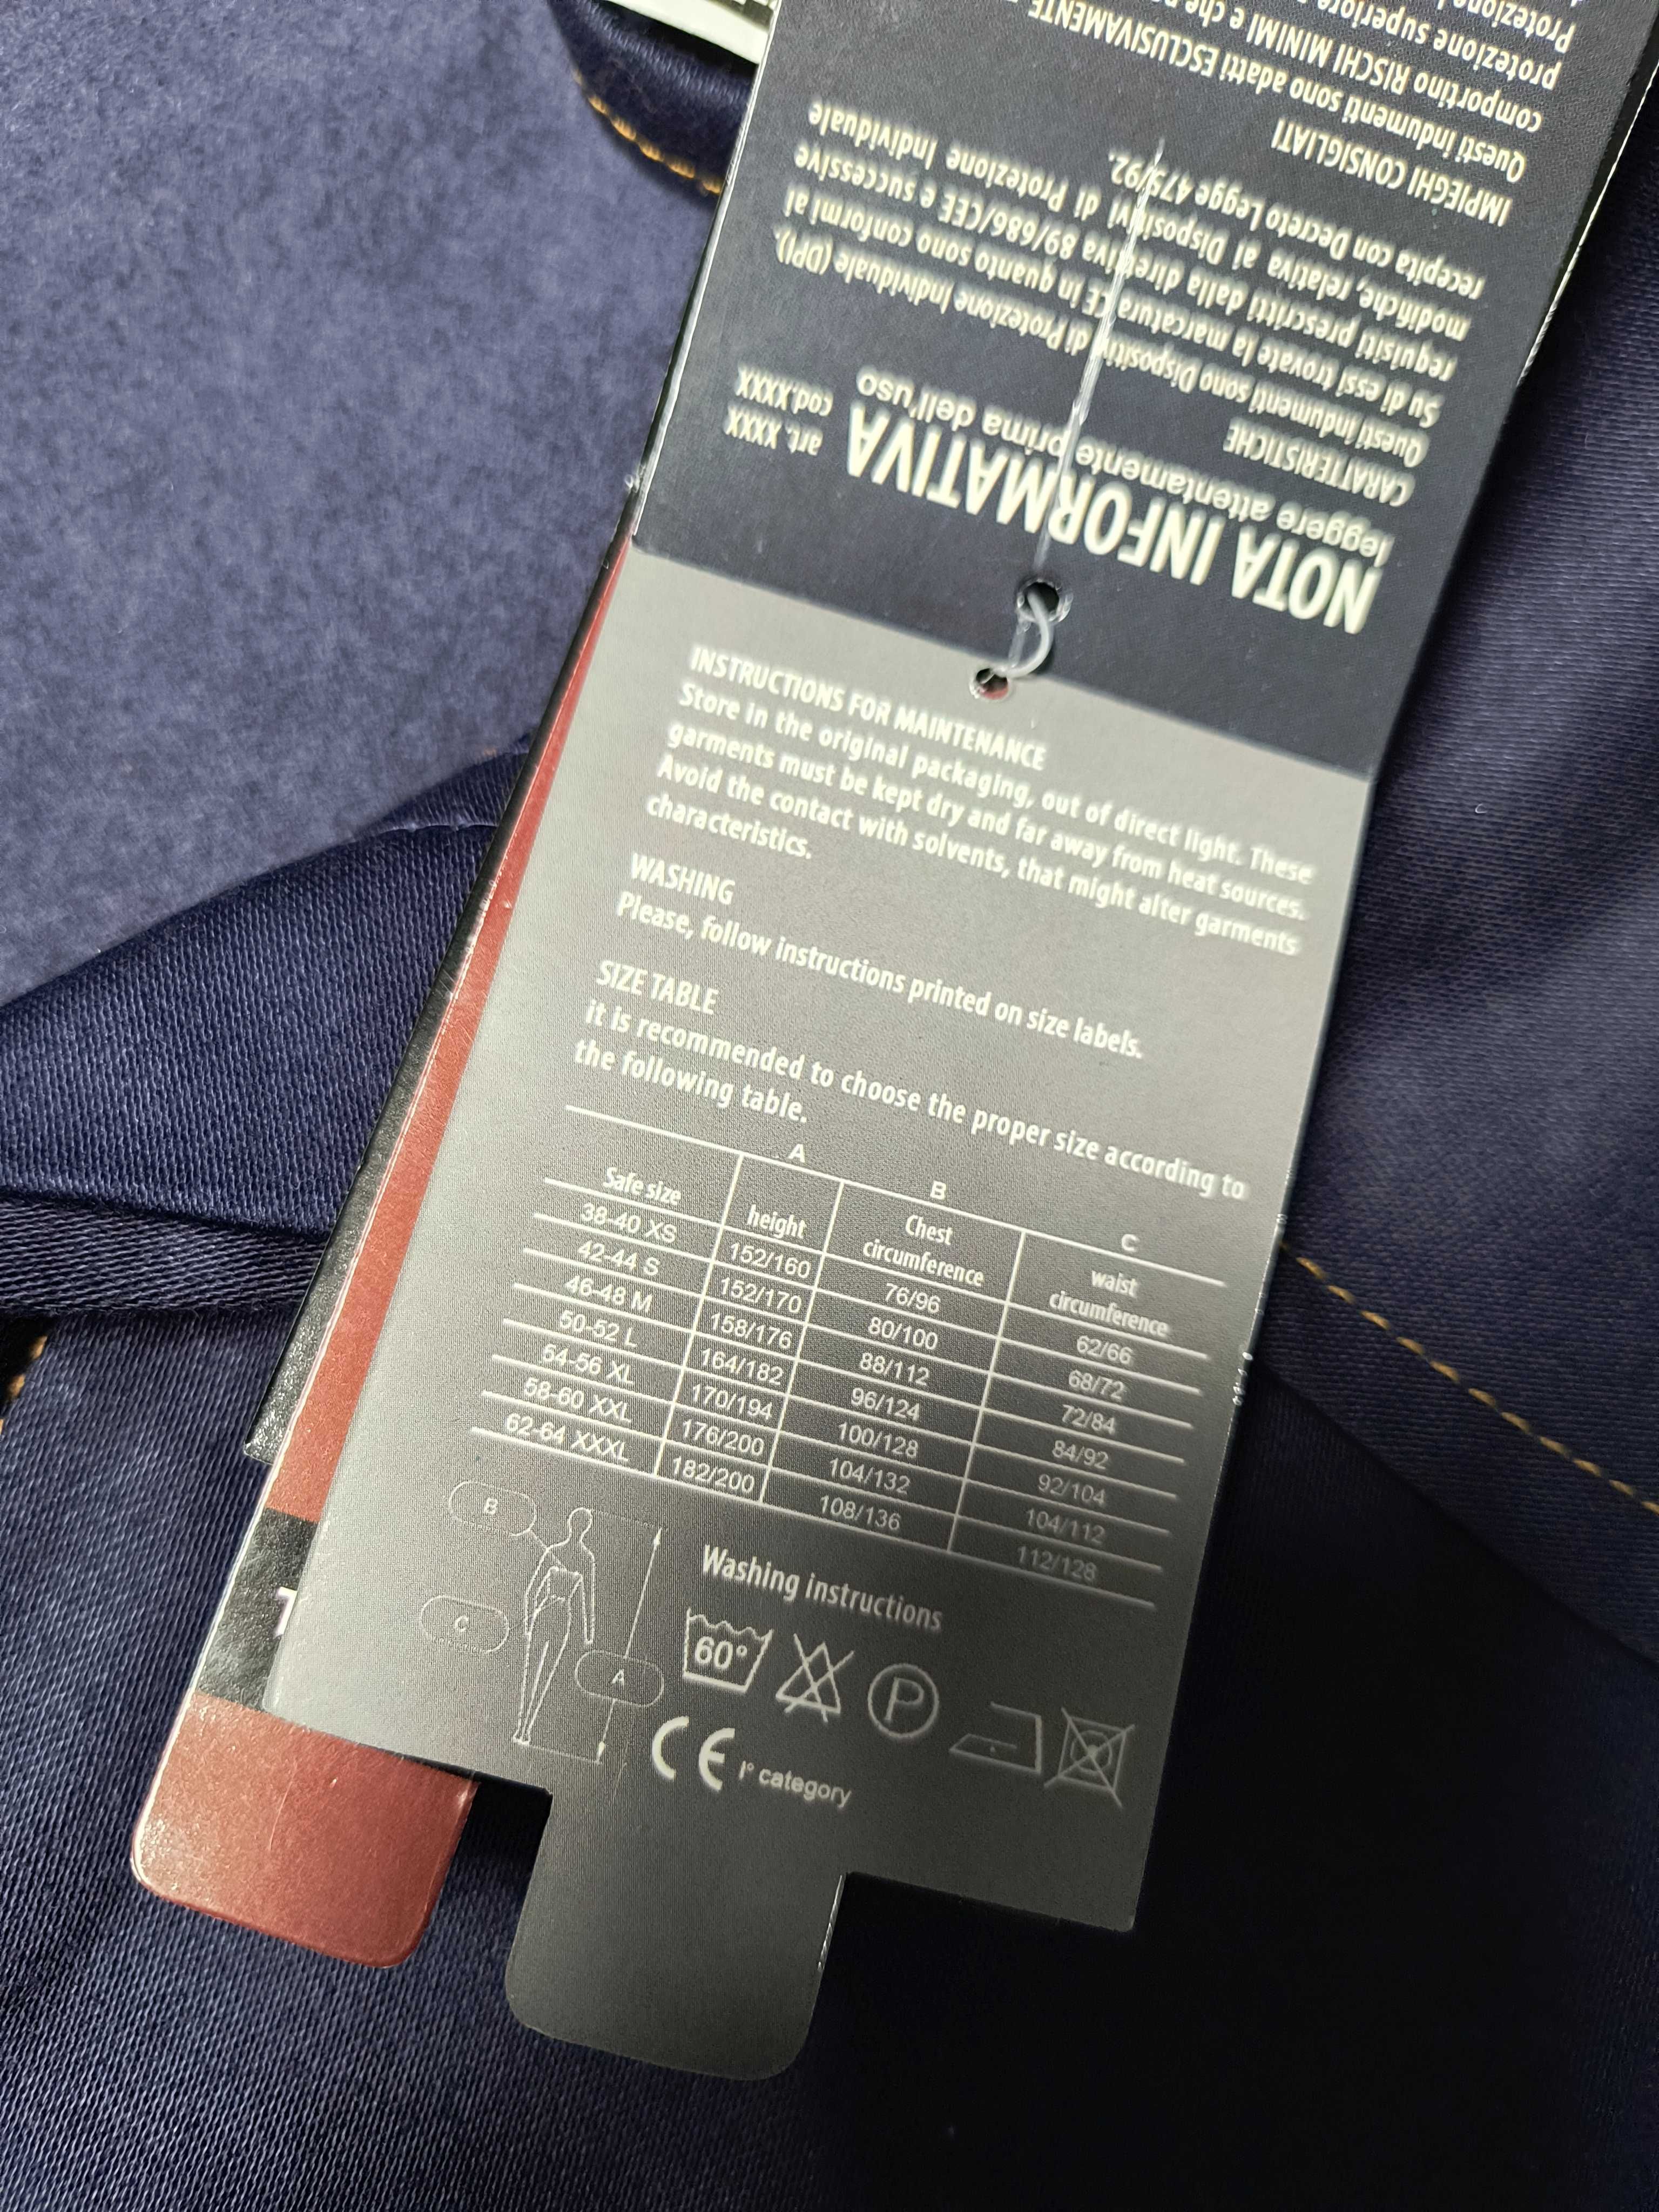 NOTA INFORMATIVA
leggere attentamente prima dell'uso
art. XXXX
cod.XXXX
CARATTERISTICHE
Questi indumenti sono Dispositivi di Protezione Individuale (DPI).
Su di essi trovate la marcatura CE in quanto sono conformi ai
requisiti prescritti dalla direttiva 89/686/CEE e successive
modifiche, relativa ai Dispositivi di Protezione Individuale
recepita con Decreto Legge 475/92.
IMPIEGHI CONSIGLIATI
Questi indumenti sono adatti ESCLUSIVAMENTE
comportino RISCHI MINIMI e che
protezione superiore
Protezione
INSTRUCTIONS FOR MAINTENANCE
Store in the original packaging, out of direct light. These
garments must be kept dry and far away from heat sources.
Avoid the contact with solvents, that might alter garments
characteristics.
WASHING
Please, follow instructions printed on size labels.
SIZE TABLE
it is recommended to choose the proper size according to
the following table.
A B C
Safe size height Chest circumference waist circumference
38-40 XS 152/160 76/96 62/66
42-44 S 152/170 80/100 68/72
46-48 M 158/176 88/112 72/84
50-52 L 164/182 96/124 84/92
54-56 XL 170/194 100/128 92/104
58-60 XXL 176/200 104/132 104/112
62-64 XXXL 182/200 108/136 112/128
B
C
A
Washing instructions
60°
P
CE I° category
T